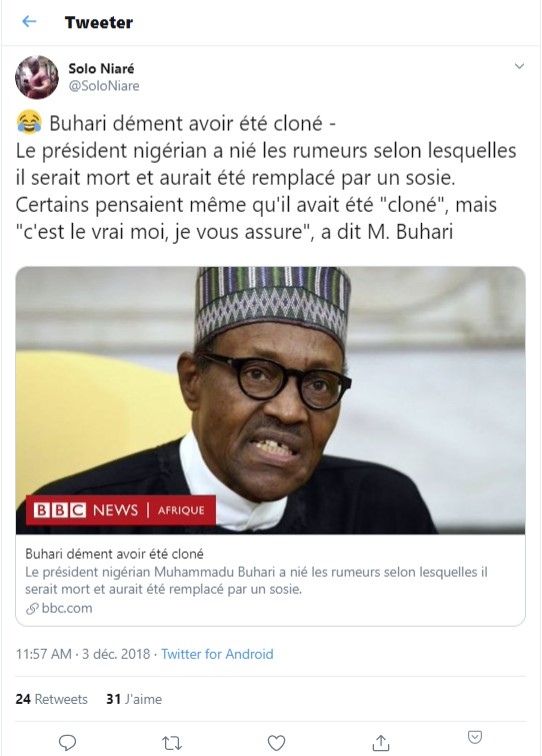 Tweeter
Solo Niaré
@SoloNiare
😂 Buhari dément avoir été cloné -
Le président nigérian a nié les rumeurs selon lesquelles
il serait mort et aurait été remplacé par un sosie.
Certains pensaient même qu'il avait été "cloné", mais
"c'est le vrai moi, je vous assure", a dit M. Buhari
BBC NEWS | AFRIQUE
Buhari dément avoir été cloné
Le président nigérian Muhammadu Buhari a nié les rumeurs selon lesquelles il
serait mort et aurait été remplacé par un sosie.
bbc.com
11:57 AM · 3 déc. 2018 · Twitter for Android
24 Retweets 31 J'aime